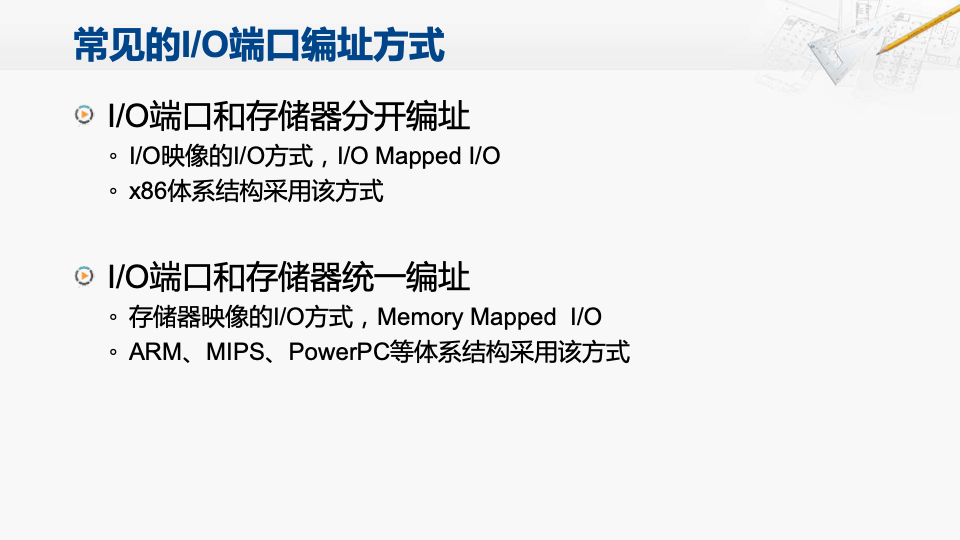 常见的I/O端口编址方式
I/O端口和存储器分开编址
I/O映像的I/O方式，I/O Mapped I/O
x86体系结构采用该方式
I/O端口和存储器统一编址
存储器映像的I/O方式，Memory Mapped  I/O
ARM、MIPS、PowerPC等体系结构采用该方式